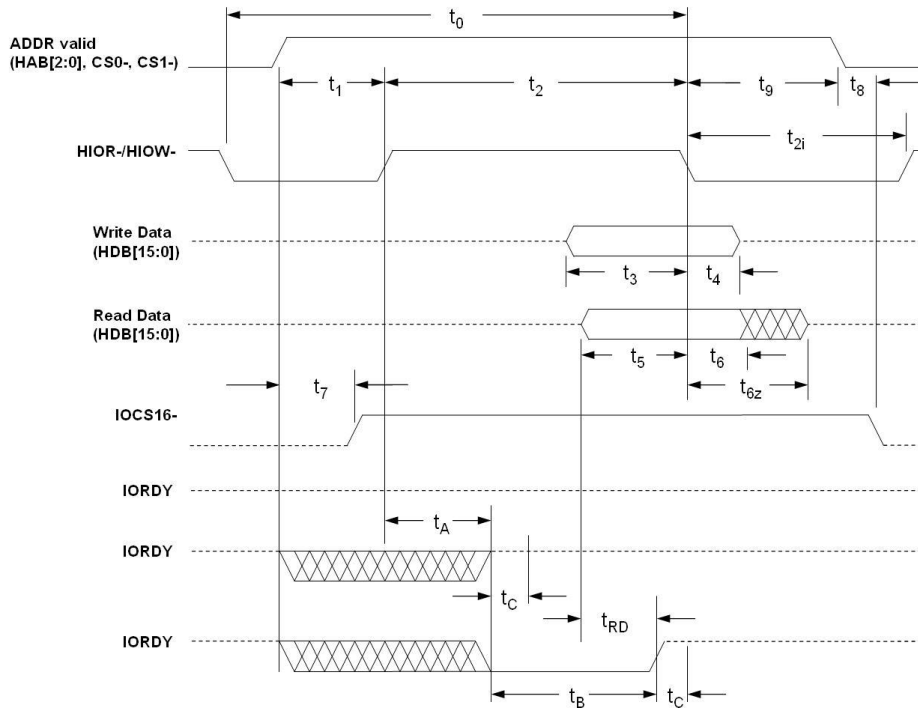 t0
ADDR valid
(HAB[2:0], CS0-, CS1-)
t1
t2
t9
t8
t2i
HIOR-/HIOW-
Write Data
(HDB[15:0])
t3
t4
Read Data
(HDB[15:0])
t5
t6
t7
t6z
IOCS16-
IORDY
tA
IORDY
tC
tRD
IORDY
tB
tC